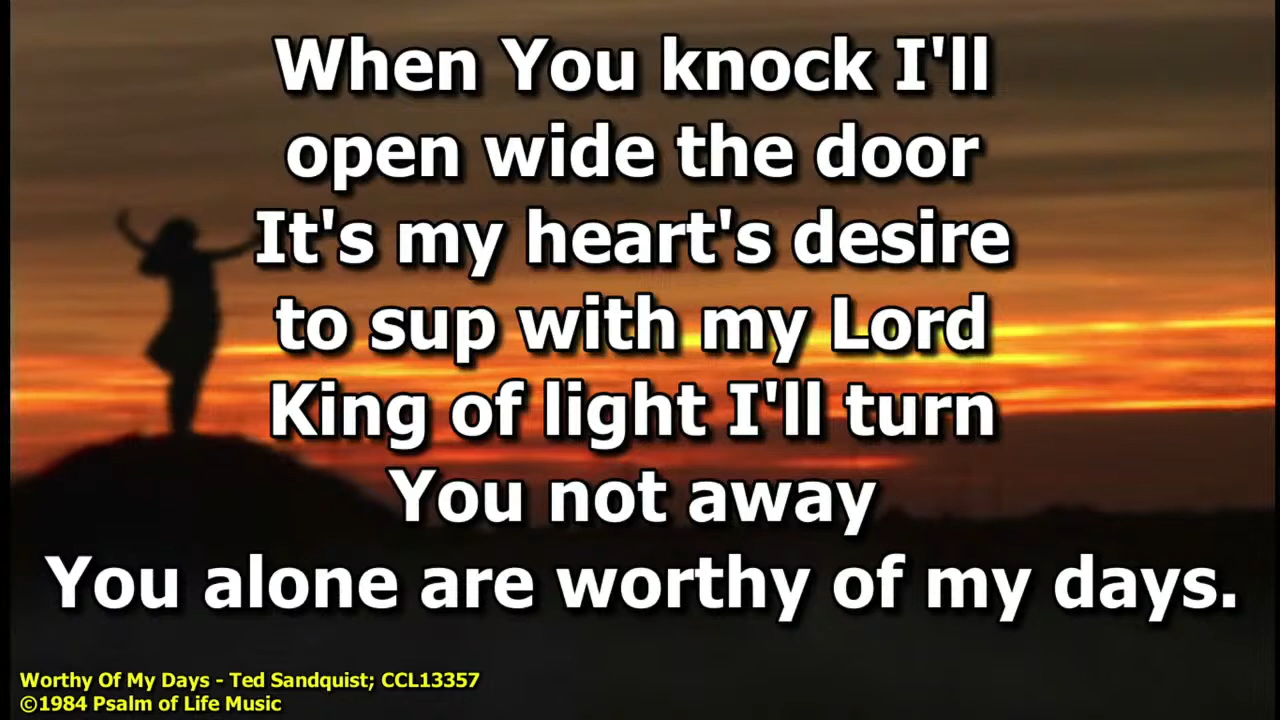 When You knock I'll
open wide the door
It's my heart's desire
to sup with my Lord
King of light I'll turn
You not away
You alone are worthy of my days.
Worthy Of My Days - Ted Sandquist; CCL13357
©1984 Psalm of Life Music